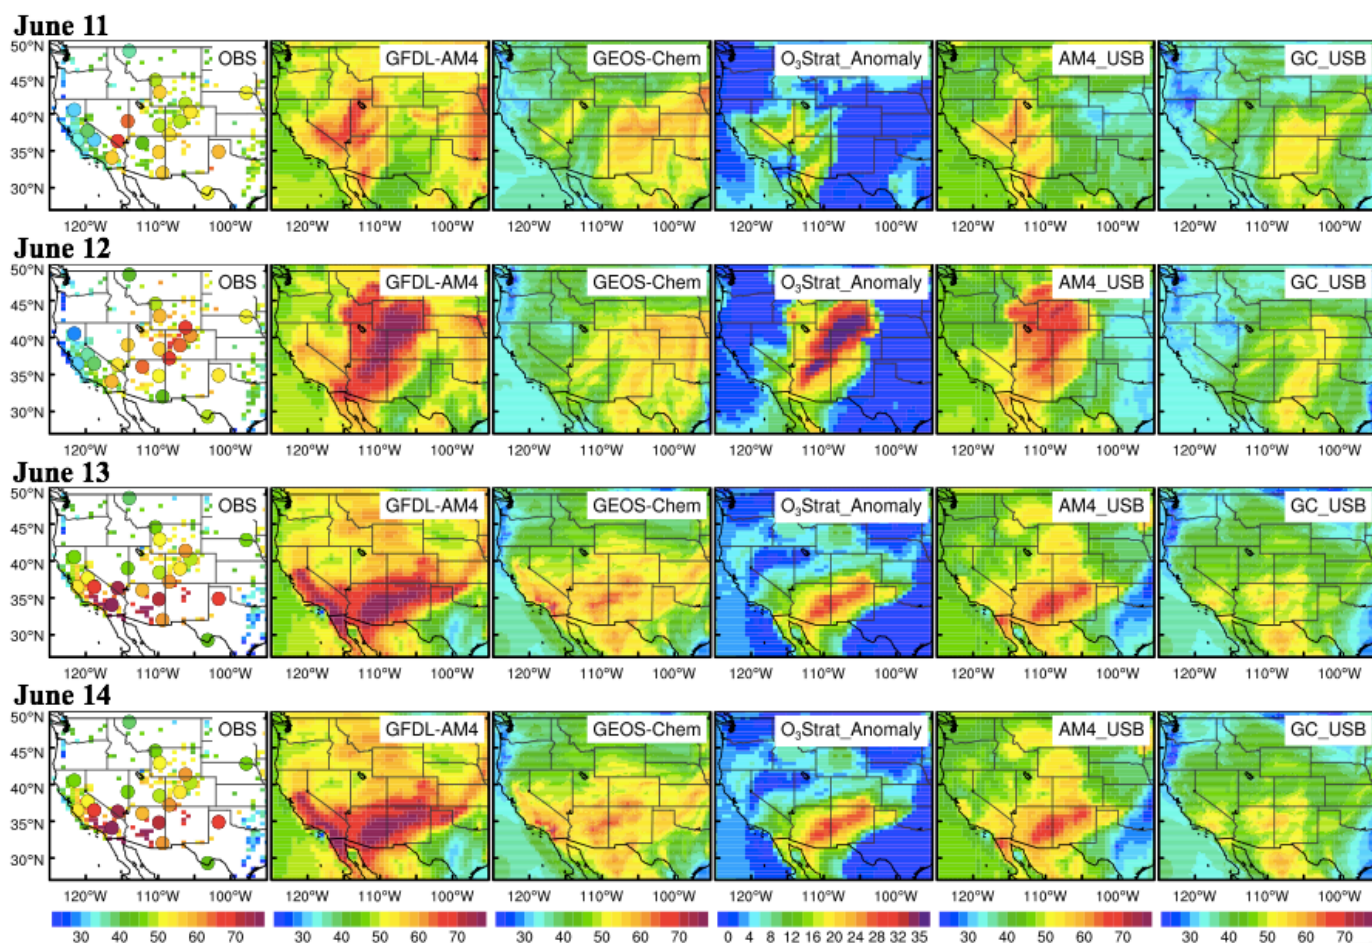 June 11
50°N OBS GFDL-AM4 GEOS-Chem O₃Strat_Anomaly AM4_USB GC_USB
45°N
40°N
35°N
30°N
120°W 110°W 100°W 120°W 110°W 100°W 120°W 110°W 100°W 120°W 110°W 100°W 120°W 110°W 100°W 120°W 110°W 100°W
June 12
50°N OBS GFDL-AM4 GEOS-Chem O₃Strat_Anomaly AM4_USB GC_USB
45°N
40°N
35°N
30°N
120°W 110°W 100°W 120°W 110°W 100°W 120°W 110°W 100°W 120°W 110°W 100°W 120°W 110°W 100°W 120°W 110°W 100°W
June 13
50°N OBS GFDL-AM4 GEOS-Chem O₃Strat_Anomaly AM4_USB GC_USB
45°N
40°N
35°N
30°N
120°W 110°W 100°W 120°W 110°W 100°W 120°W 110°W 100°W 120°W 110°W 100°W 120°W 110°W 100°W 120°W 110°W 100°W
June 14
50°N OBS GFDL-AM4 GEOS-Chem O₃Strat_Anomaly AM4_USB GC_USB
45°N
40°N
35°N
30°N
120°W 110°W 100°W 120°W 110°W 100°W 120°W 110°W 100°W 120°W 110°W 100°W 120°W 110°W 100°W 120°W 110°W 100°W
30 40 50 60 70 30 40 50 60 70 30 40 50 60 70 0 4 8 12 16 20 24 28 32 35 30 40 50 60 70 30 40 50 60 70